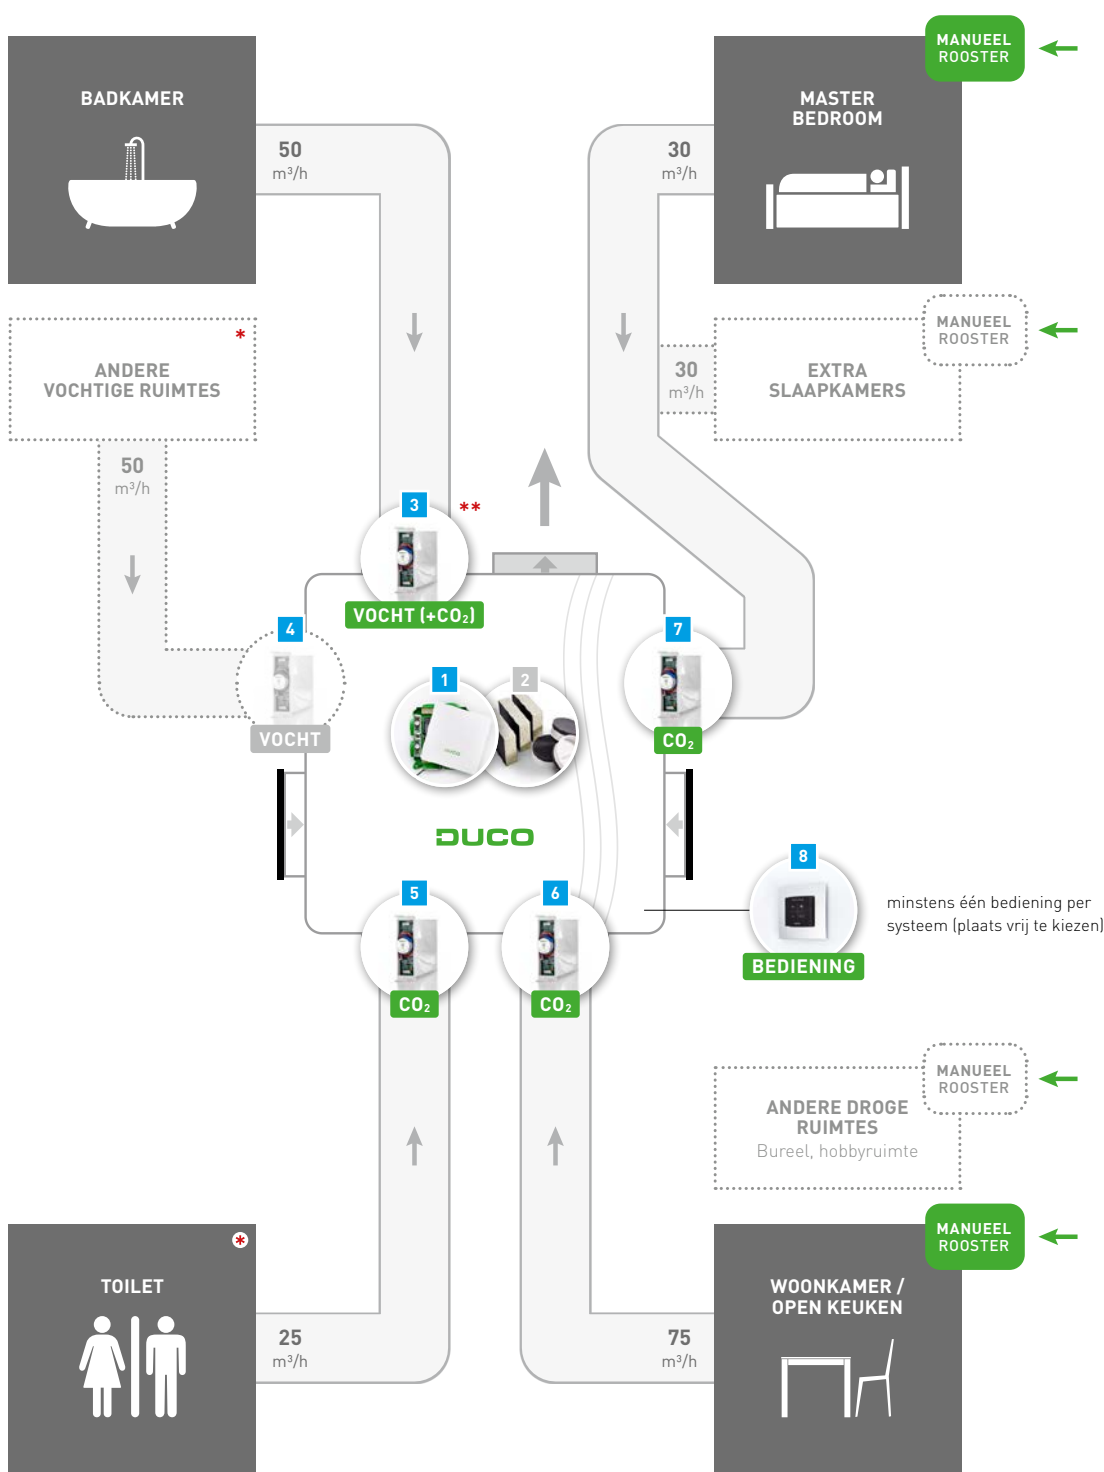 MANUEEL
ROOSTER
BADKAMER
MASTER
BEDROOM
50
m³/h
30
m³/h
*
ANDERE
VOCHTIGE RUIMTES
MANUEEL
ROOSTER
30
m³/h
EXTRA
SLAAPKAMERS
50
m³/h
3
**
VOCHT (+CO₂)
4
VOCHT
7
CO₂
1
2
DUCO
5
CO₂
6
CO₂
8
BEDIENING
minstens één bediening per
systeem (plaats vrij te kiezen)
MANUEEL
ROOSTER
ANDERE DROGE
RUIMTES
Bureel, hobbyruimte
MANUEEL
ROOSTER
*
TOILET
WOONKAMER /
OPEN KEUKEN
25
m³/h
75
m³/h